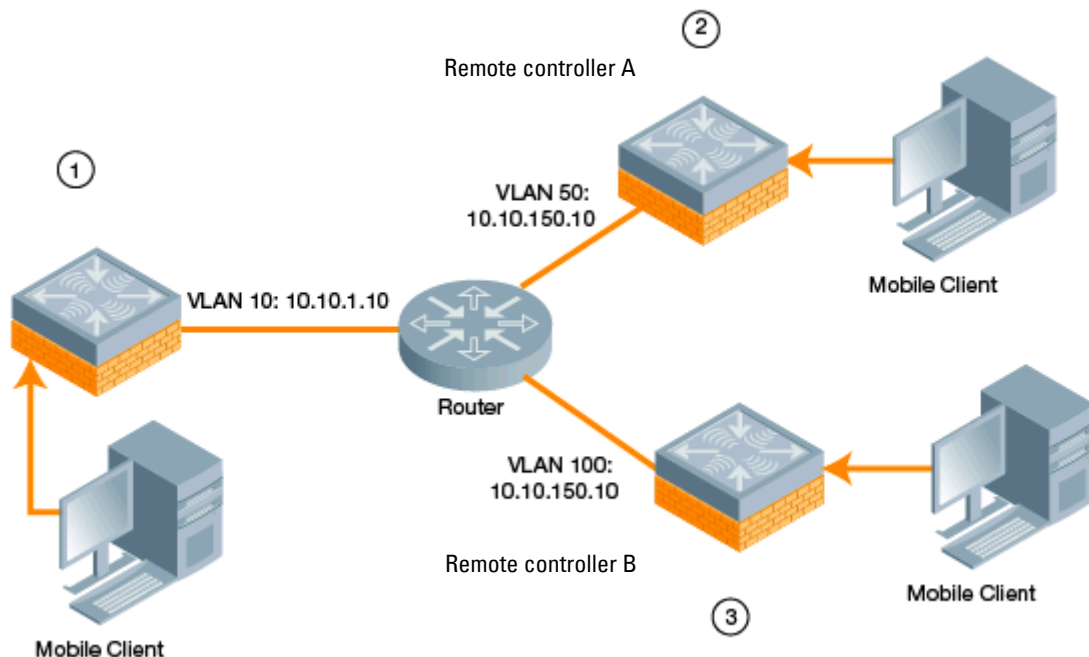 2
Remote controller A
1
VLAN 50:
10.10.150.10
Mobile Client
VLAN 10: 10.10.1.10
Router
VLAN 100:
10.10.150.10
Remote controller B
Mobile Client
3
Mobile Client